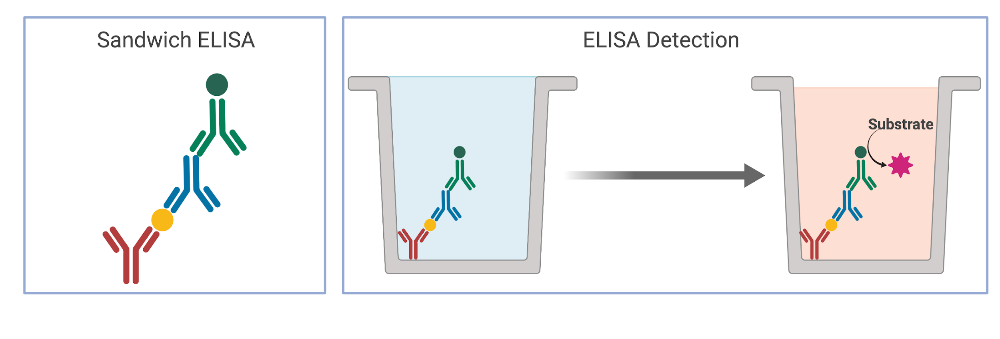 Sandwich ELISA
ELISA Detection
Substrate